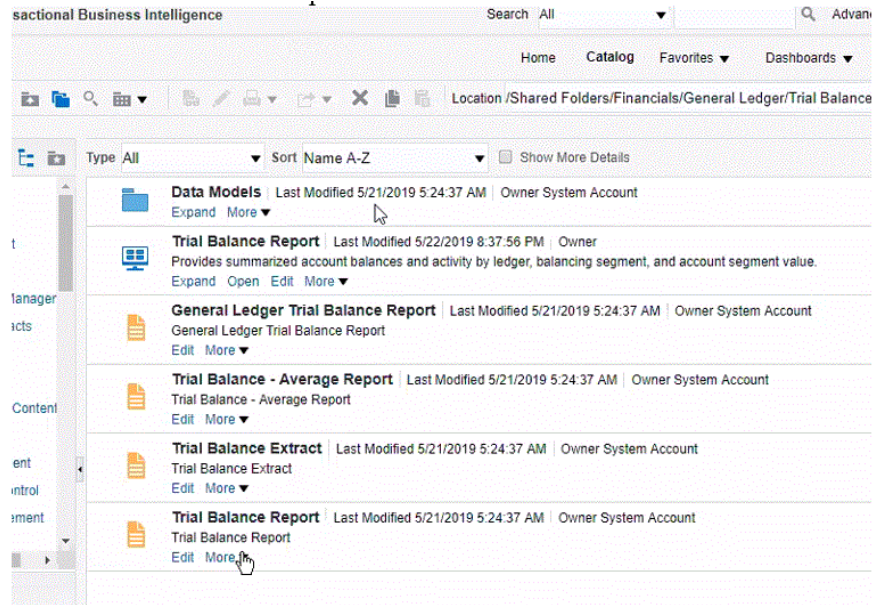 sactional Business Intelligence Search All Advan
Home Catalog Favorites Dashboards
Location /Shared Folders/Financials/General Ledger/Trial Balance
Type All Sort Name A-Z Show More Details
Data Models Last Modified 5/21/2019 5:24:37 AM Owner System Account
Expand More
t
Trial Balance Report Last Modified 5/22/2019 8:37:56 PM Owner
Provides summarized account balances and activity by ledger, balancing segment, and account segment value.
Expand Open Edit More
Manager
General Ledger Trial Balance Report Last Modified 5/21/2019 5:24:37 AM Owner System Account
acts
General Ledger Trial Balance Report
Edit More
Trial Balance - Average Report Last Modified 5/21/2019 5:24:37 AM Owner System Account
Trial Balance - Average Report
Content
Edit More
Trial Balance Extract Last Modified 5/21/2019 5:24:37 AM Owner System Account
ent
Trial Balance Extract
ntrol
Edit More
ement
Trial Balance Report Last Modified 5/21/2019 5:24:37 AM Owner System Account
Trial Balance Report
Edit More